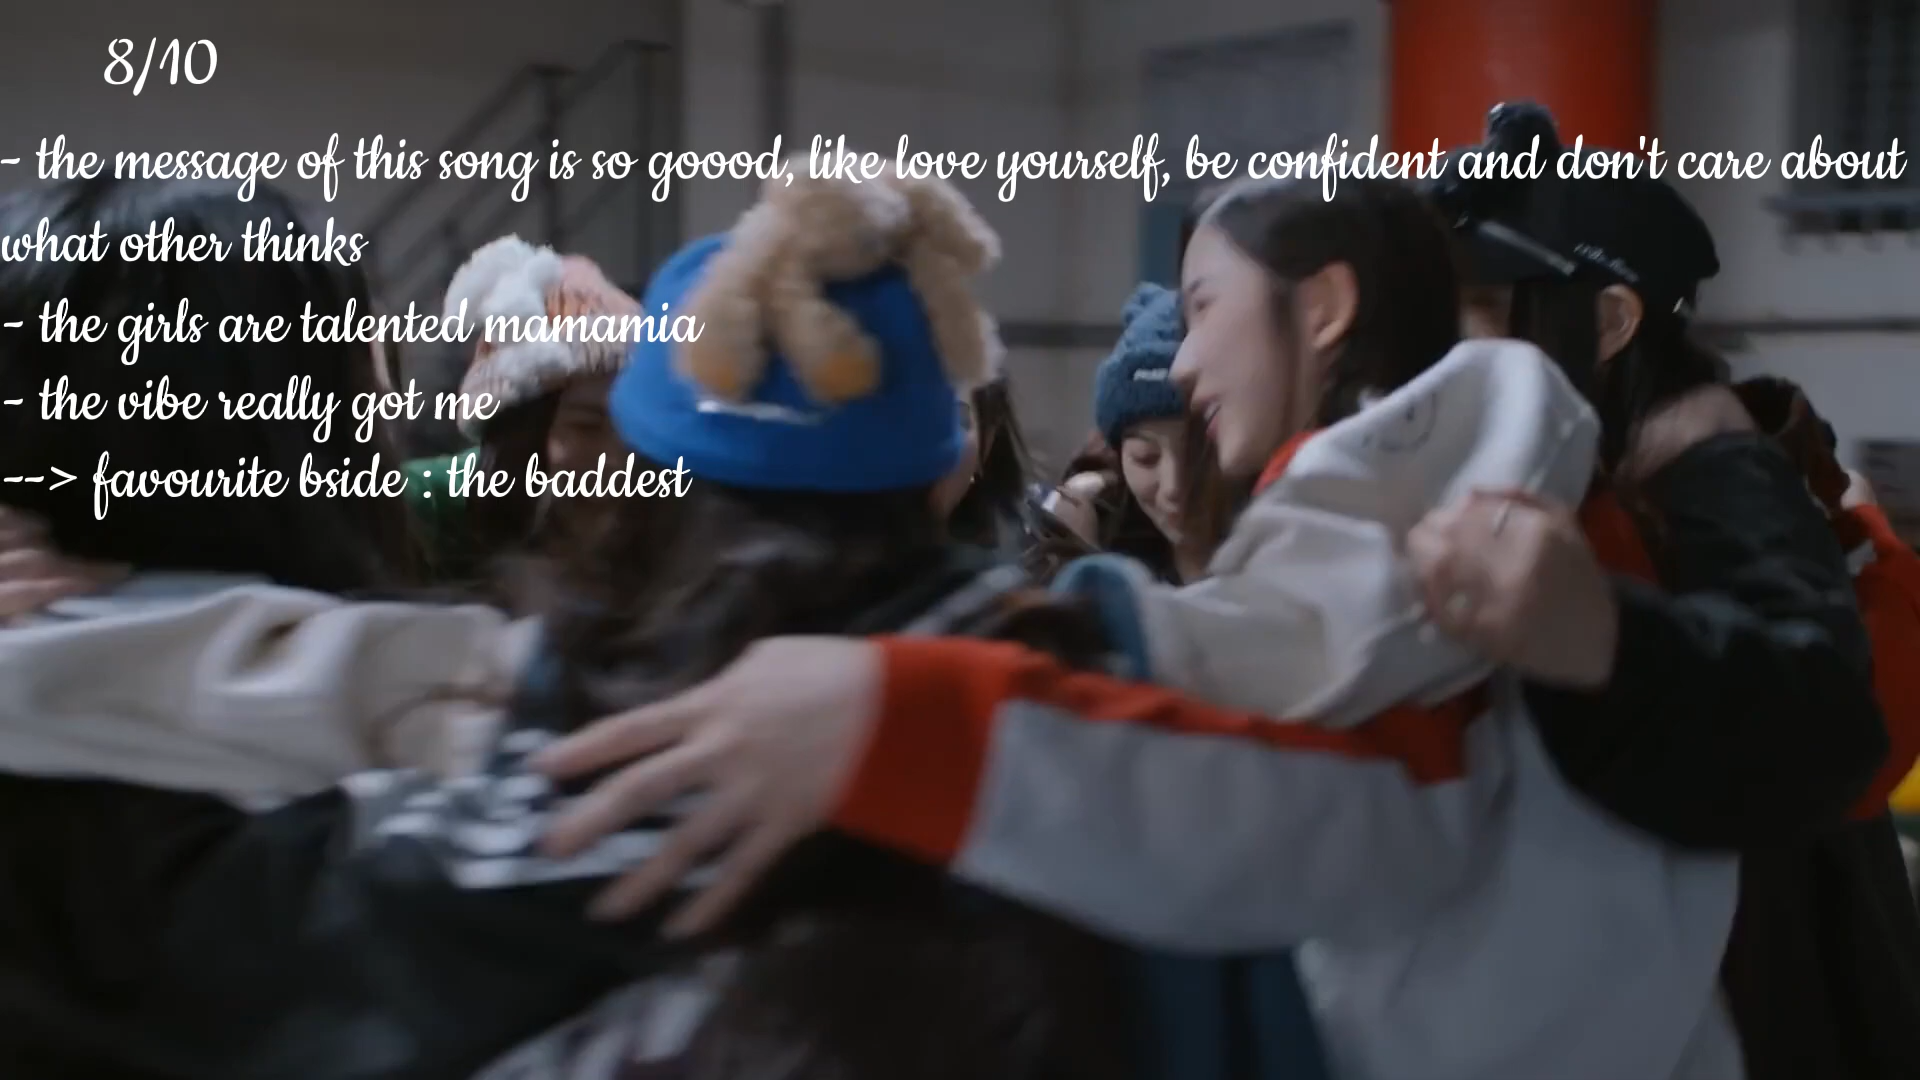 8/10
- the message of this song is so goood, like love yourself, be confident and don't care about
what other thinks
- the girls are talented mamamia
- the vibe really got me
--> favourite bside : the baddest